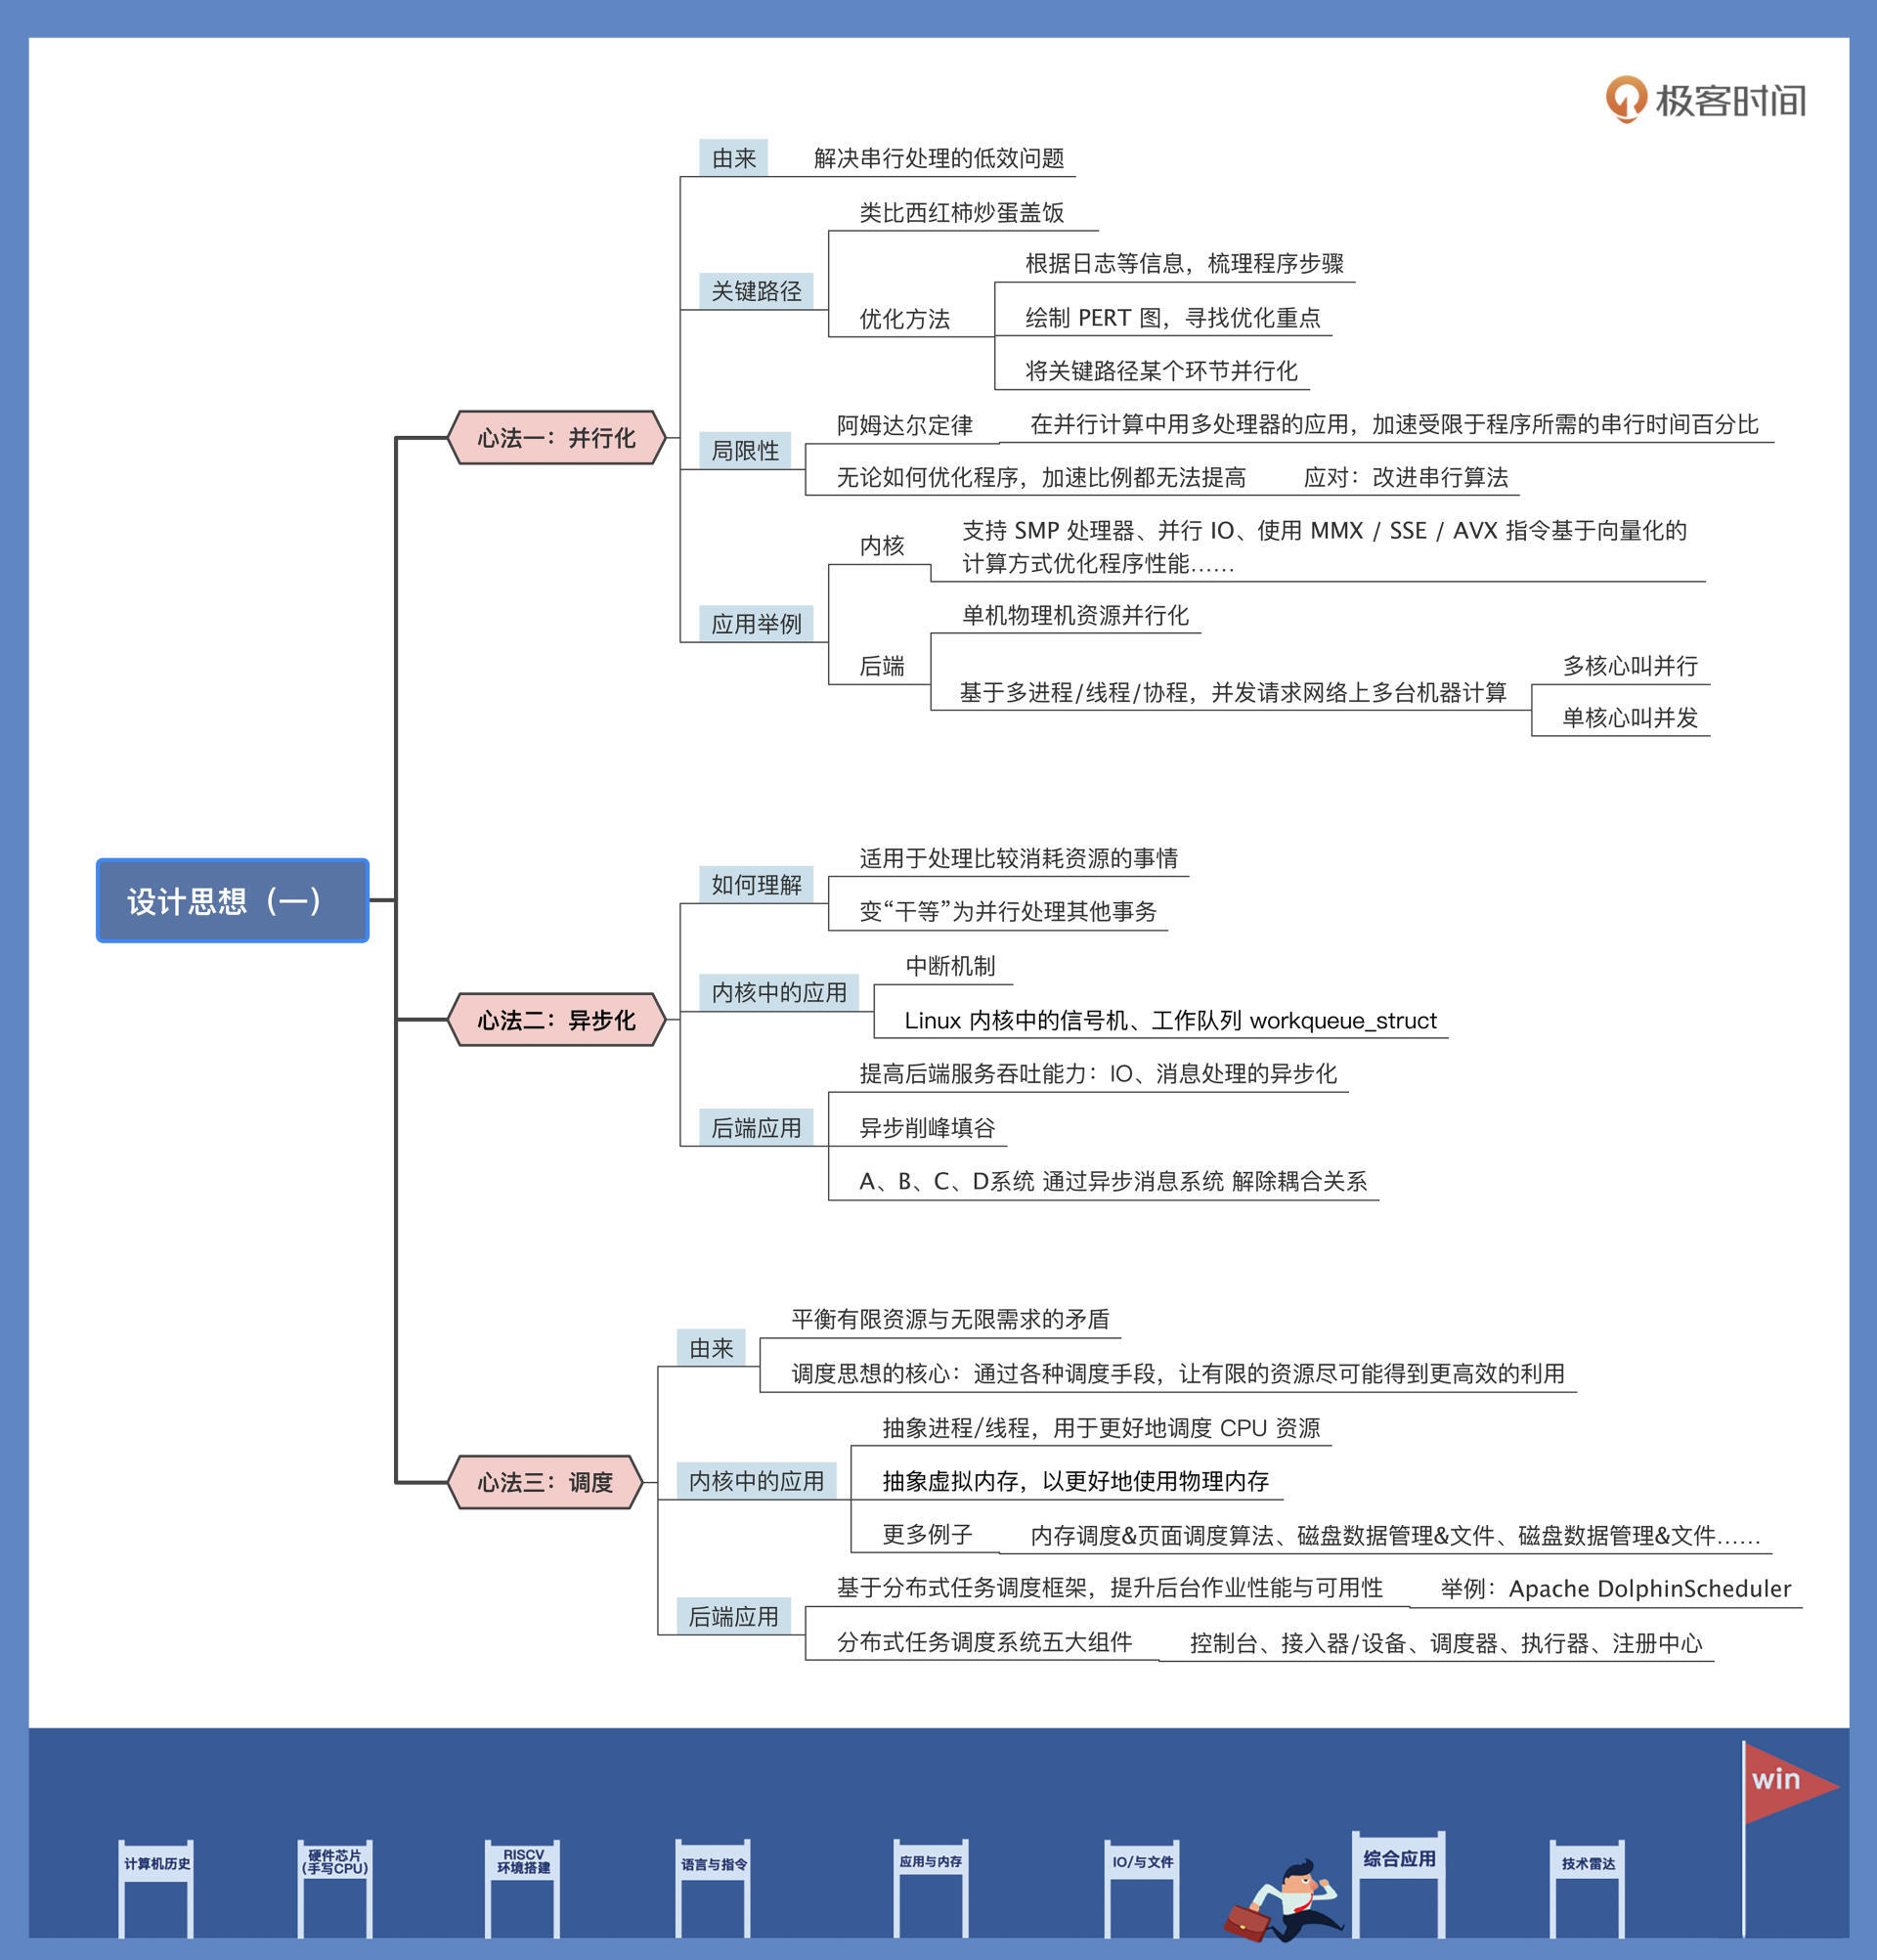 极客时间
设计思想（一）
心法一：并行化
由来
解决串行处理的低效问题
关键路径
类比西红柿炒蛋盖饭
优化方法
根据日志等信息，梳理程序步骤
绘制 PERT 图，寻找优化重点
将关键路径某个环节并行化
局限性
阿姆达尔定律
在并行计算中用多处理器的应用，加速受限于程序所需的串行时间百分比
无论如何优化程序，加速比例都无法提高
应对：改进串行算法
应用举例
内核
支持 SMP 处理器、并行 IO、使用 MMX / SSE / AVX 指令基于向量化的
计算方式优化程序性能……
后端
单机物理机资源并行化
基于多进程/线程/协程，并发请求网络上多台机器计算
多核心叫并行
单核心叫并发
心法二：异步化
如何理解
适用于处理比较消耗资源的事情
变“干等”为并行处理其他事务
内核中的应用
中断机制
Linux 内核中的信号机、工作队列 workqueue_struct
后端应用
提高后端服务吞吐能力：IO、消息处理的异步化
异步削峰填谷
A、B、C、D系统 通过异步消息系统 解除耦合关系
心法三：调度
由来
平衡有限资源与无限需求的矛盾
调度思想的核心：通过各种调度手段，让有限的资源尽可能得到更高效的利用
内核中的应用
抽象进程/线程，用于更好地调度 CPU 资源
抽象虚拟内存，以更好地使用物理内存
更多例子
内存调度&页面调度算法、磁盘数据管理&文件、磁盘数据管理&文件……
后端应用
基于分布式任务调度框架，提升后台作业性能与可用性
举例：Apache DolphinScheduler
分布式任务调度系统五大组件
控制台、接入器/设备、调度器、执行器、注册中心
计算机历史
硬件芯片
（手写CPU）
RISCV
环境搭建
语言与指令
应用与内存
IO/与文件
综合应用
技术雷达
win